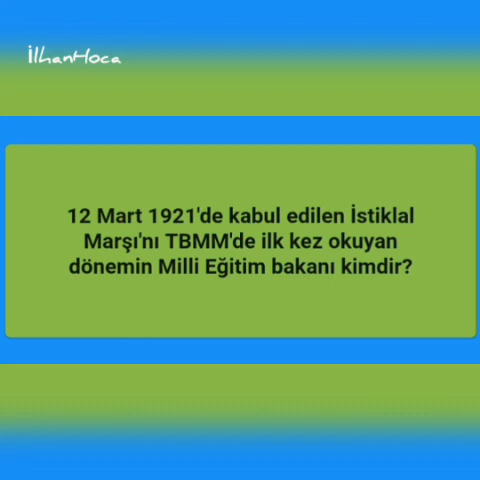 İlhanHoca
12 Mart 1921'de kabul edilen İstiklal
Marşı'nı TBMM'de ilk kez okuyan
dönemin Milli Eğitim bakanı kimdir?